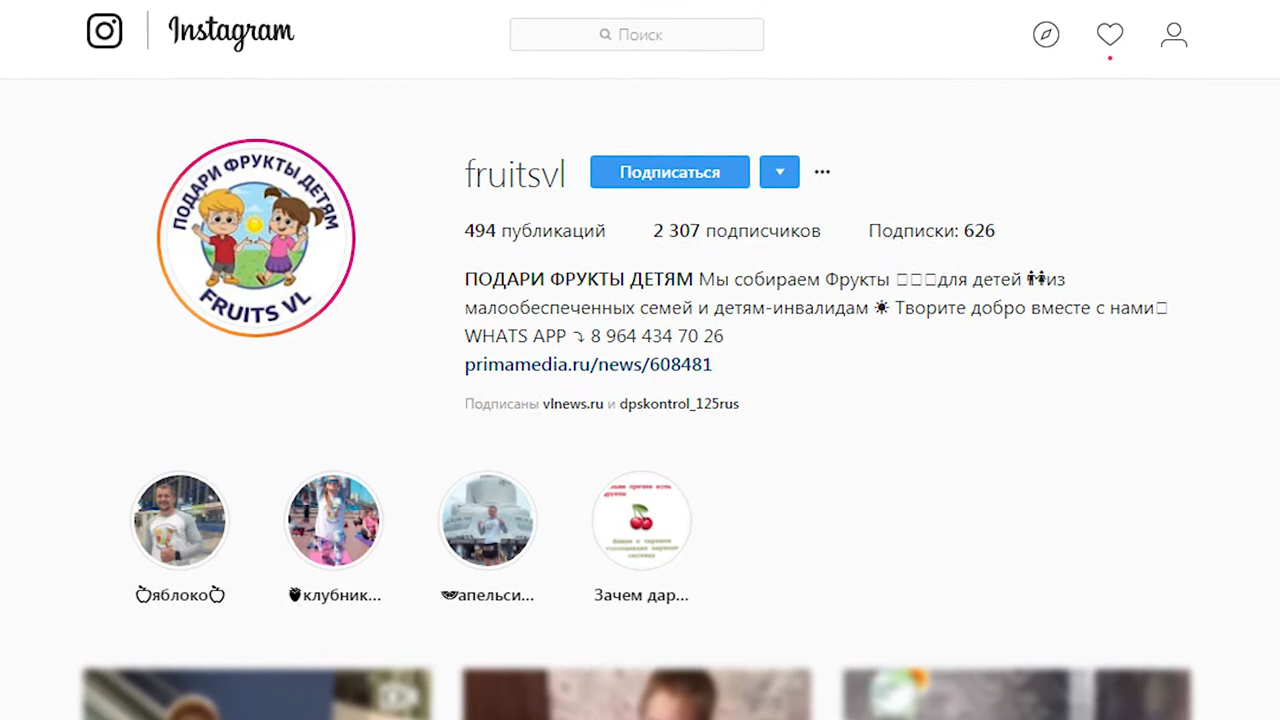 Instagram
Поиск
ПОДАРИ ФРУКТЫ ДЕТЯМ
FRUITS VL
fruitsvl
Подписаться
494 публикаций 2 307 подписчиков Подписки: 626
ПОДАРИ ФРУКТЫ ДЕТЯМ Мы собираем Фрукты для детей из
малообеспеченных семей и детям-инвалидам ☀ Творите добро вместе с нами
WHATS APP ⤵ 8 964 434 70 26
primamedia.ru/news/608481
Подписаны vlnews.ru и dpskontrol_125rus
яблоко
клубник...
апельси...
Зачем дар...